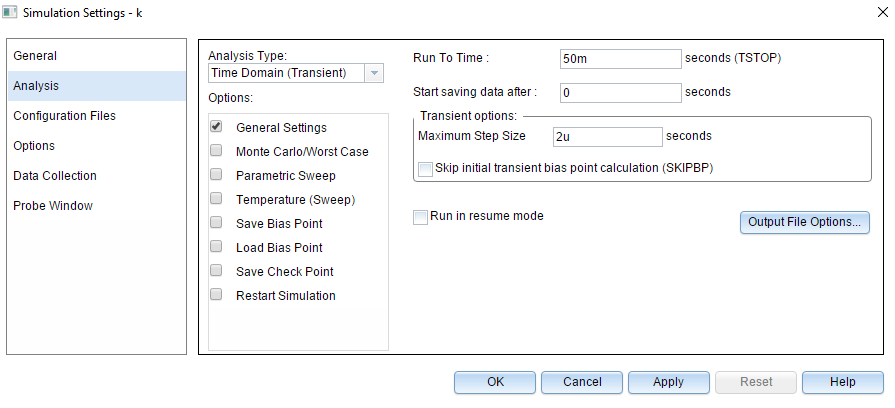 Simulation Settings - k
General
Analysis
Configuration Files
Options
Data Collection
Probe Window
Analysis Type:
Time Domain (Transient)
Options:
General Settings
Monte Carlo/Worst Case
Parametric Sweep
Temperature (Sweep)
Save Bias Point
Load Bias Point
Save Check Point
Restart Simulation
Run To Time : 50m seconds (TSTOP)
Start saving data after : 0 seconds
Transient options:
Maximum Step Size 2u seconds
Skip initial transient bias point calculation (SKIPBP)
Run in resume mode
Output File Options...
OK Cancel Apply Reset Help